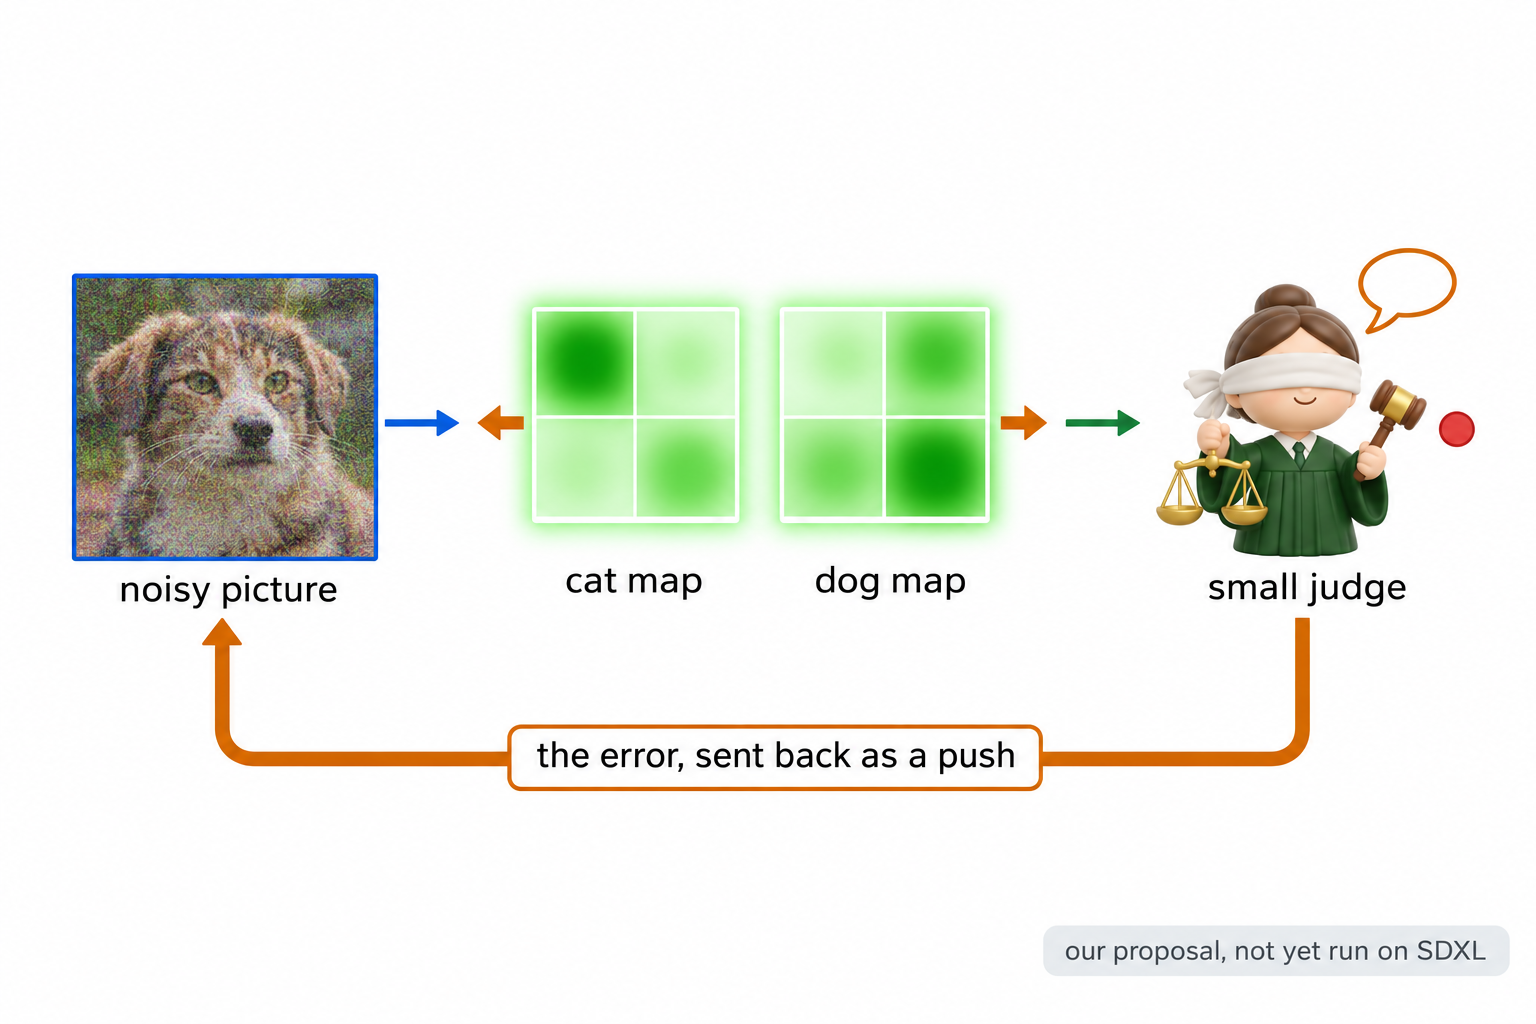 noisy picture
cat map
dog map
small judge
the error, sent back as a push
our proposal, not yet run on SDXL